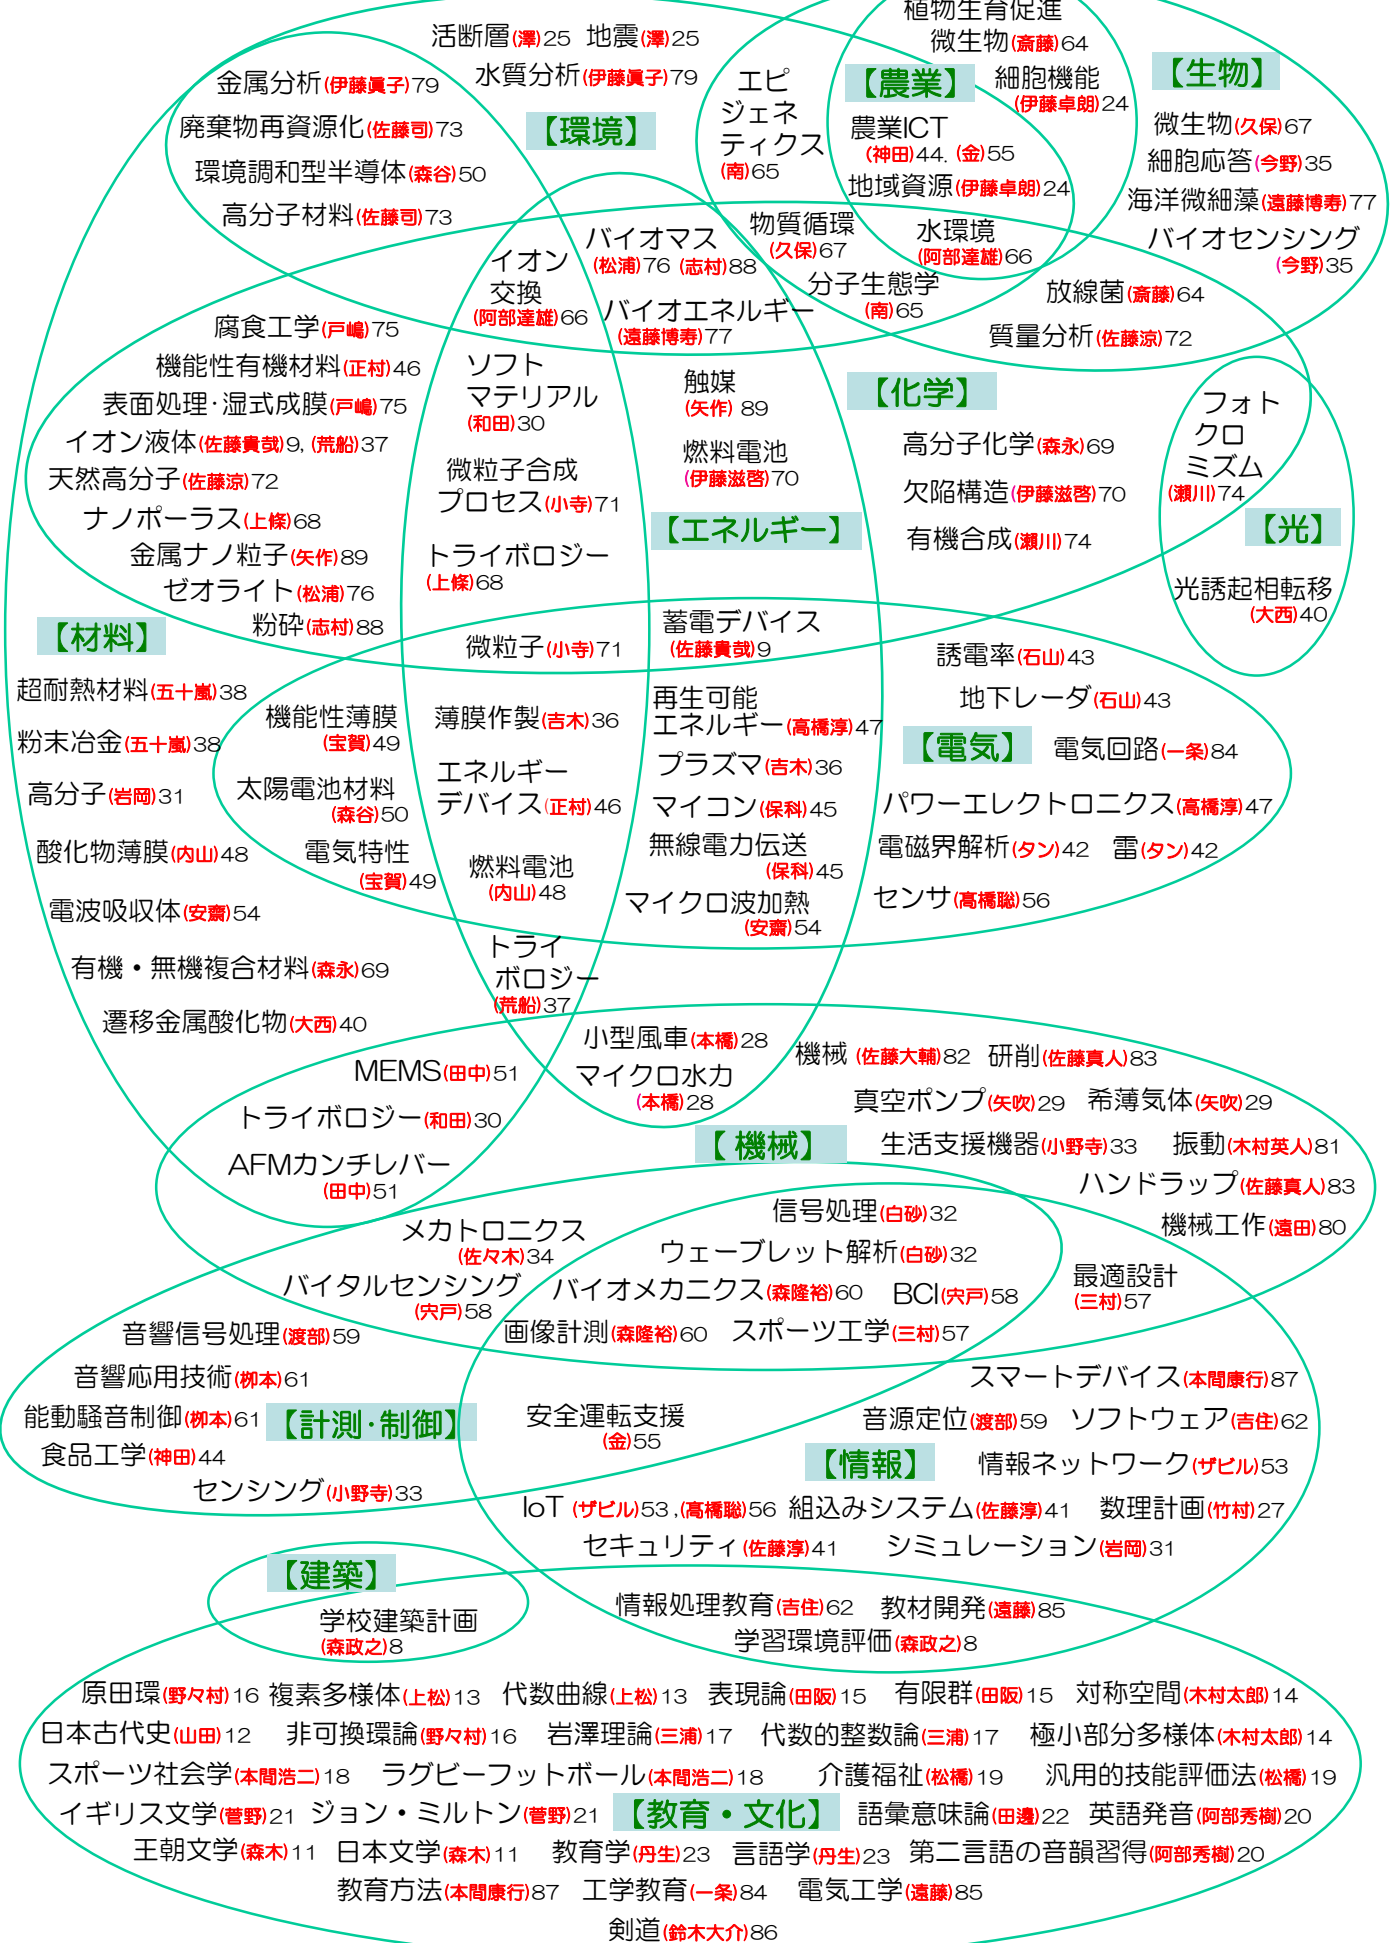 植物生育促進
活断層(澤)25 地震(澤)25
微生物(斎藤)64
水質分析(伊藤眞子)79
金属分析(伊藤眞子)79
エピ
ジェネ
ティクス
(南)65
【農業】
細胞機能
(伊藤卓朗)24
【生物】
廃棄物再資源化(佐藤司)73
【環境】
農業ICT
(神田)44, (金)55
微生物(久保)67
細胞応答(今野)35
環境調和型半導体(森谷)50
地域資源(伊藤卓朗)24
海洋微細藻(遠藤博寿)77
高分子材料(佐藤司)73
物質循環
(久保)67
水環境
(阿部達雄)66
バイオセンシング
(今野)35
バイオマス
(松浦)76 (志村)88
イオン
交換
(阿部達雄)66
分子生態学
(南)65
放線菌(斎藤)64
バイオエネルギー
(遠藤博寿)77
質量分析(佐藤涼)72
腐食工学(戸嶋)75
機能性有機材料(正村)46
表面処理・湿式成膜(戸嶋)75
イオン液体(佐藤貴哉)9, (荒船)37
天然高分子(佐藤涼)72
ナノポーラス(上條)68
金属ナノ粒子(矢作)89
ゼオライト(松浦)76
粉砕(志村)88
ソフト
マテリアル
(和田)30
微粒子合成
プロセス(小寺)71
トライボロジー
(上條)68
微粒子(小寺)71
触媒
(矢作) 89
燃料電池
(伊藤滋啓)70
【エネルギー】
蓄電デバイス
(佐藤貴哉)9
【化学】
高分子化学(森永)69
欠陥構造(伊藤滋啓)70
有機合成(瀬川)74
フォト
クロ
ミズム
(瀬川)74
【光】
光誘起相転移
(大西)40
【材料】
超耐熱材料(五十嵐)38
粉末冶金(五十嵐)38
高分子(岩岡)31
酸化物薄膜(内山)48
電波吸収体(安齋)54
有機・無機複合材料(森永)69
遷移金属酸化物(大西)40
機能性薄膜
(宝賀)49
太陽電池材料
(森谷)50
電気特性
(宝賀)49
薄膜作製(吉木)36
エネルギー
デバイス(正村)46
燃料電池
(内山)48
トライ
ボロジー
(荒船)37
再生可能
エネルギー(高橋淳)47
プラズマ(吉木)36
マイコン(保科)45
無線電力伝送
(保科)45
マイクロ波加熱
(安齋)54
誘電率(石山)43
地下レーダ(石山)43
【電気】
電気回路(一条)84
パワーエレクトロニクス(高橋淳)47
電磁界解析(タン)42 雷(タン)42
センサ(髙橋聡)56
小型風車(本橋)28
マイクロ水力
(本橋)28
MEMS(田中)51
トライボロジー(和田)30
AFMカンチレバー
(田中)51
機械 (佐藤大輔)82 研削(佐藤真人)83
真空ポンプ(矢吹)29 希薄気体(矢吹)29
【 機械】
生活支援機器(小野寺)33 振動(木村英人)81
ハンドラップ(佐藤真人)83
機械工作(遠田)80
メカトロニクス
(佐々木)34
バイタルセンシング
(宍戸)58
信号処理(白砂)32
ウェーブレット解析(白砂)32
バイオメカニクス(森隆裕)60 BCI(宍戸)58
画像計測(森隆裕)60 スポーツ工学(三村)57
最適設計
(三村)57
音響信号処理(渡部)59
音響応用技術(柳本)61
能動騒音制御(柳本)61
【計測・制御】
食品工学(神田)44
センシング(小野寺)33
安全運転支援
(金)55
スマートデバイス(本間康行)87
音源定位(渡部)59 ソフトウェア(吉住)62
【情報】
情報ネットワーク(ザビル)53
IoT (ザビル)53 ,(髙橋聡)56 組込みシステム(佐藤淳)41 数理計画(竹村)27
セキュリティ(佐藤淳)41 シミュレーション(岩岡)31
【建築】
学校建築計画
(森政之)8
情報処理教育(吉住)62 教材開発(遠藤)85
学習環境評価(森政之)8
原田環(野々村)16 複素多様体(上松)13 代数曲線(上松)13 表現論(田阪)15 有限群(田阪)15 対称空間(木村太郎)14
日本古代史(山田)12 非可換環論(野々村)16 岩澤理論(三浦)17 代数的整数論(三浦)17 極小部分多様体(木村太郎)14
スポーツ社会学(本間浩二)18 ラグビーフットボール(本間浩二)18 介護福祉(松橋)19 汎用的技能評価法(松橋)19
イギリス文学(菅野)21 ジョン・ミルトン(菅野)21 【教育・文化】 語彙意味論(田邊)22 英語発音(阿部秀樹)20
王朝文学(森木)11 日本文学(森木)11 教育学(丹生)23 言語学(丹生)23 第二言語の音韻習得(阿部秀樹)20
教育方法(本間康行)87 工学教育(一条)84 電気工学(遠藤)85
剣道(鈴木大介)86